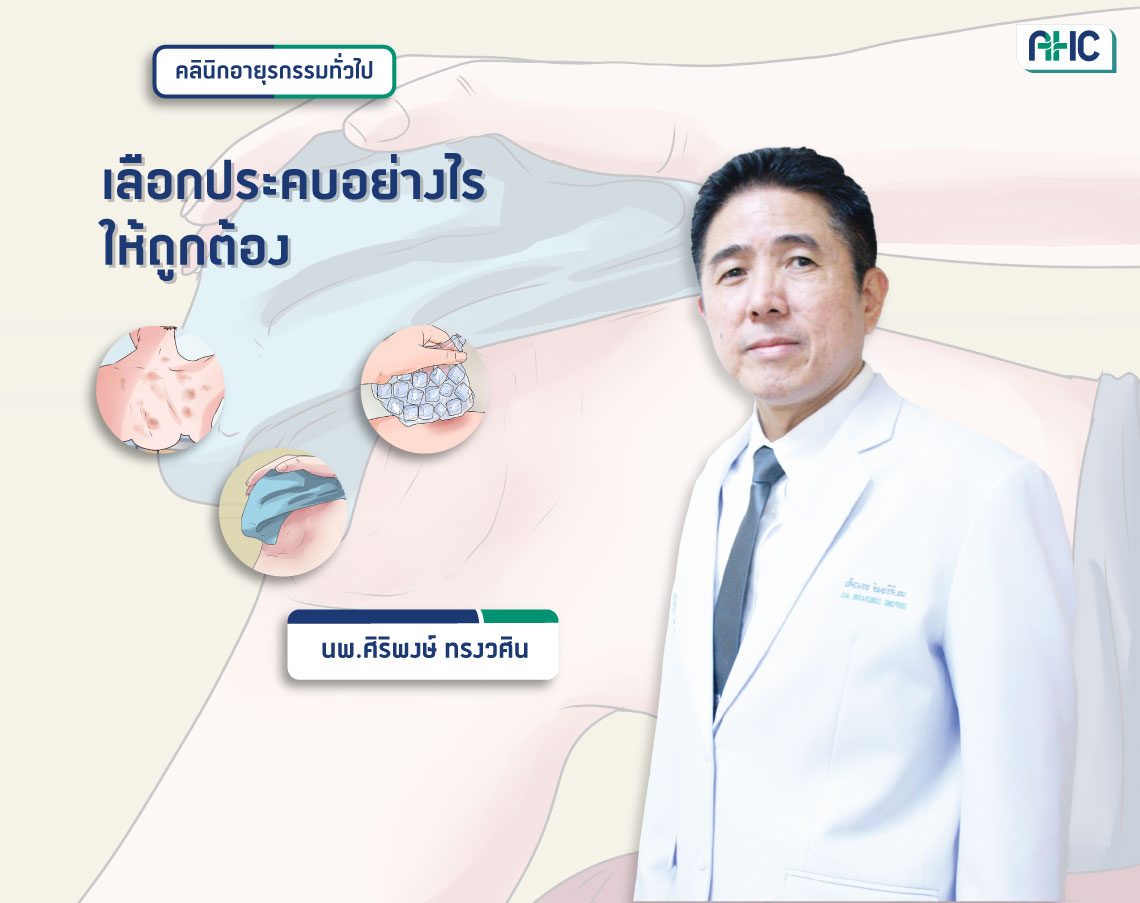 คลินิกอายุรกรรมทั่วไป
AHC
เลือกประคบอย่างไร
ให้ถูกต้อง
นพ.ศิริพงษ์ ทรงวศิน